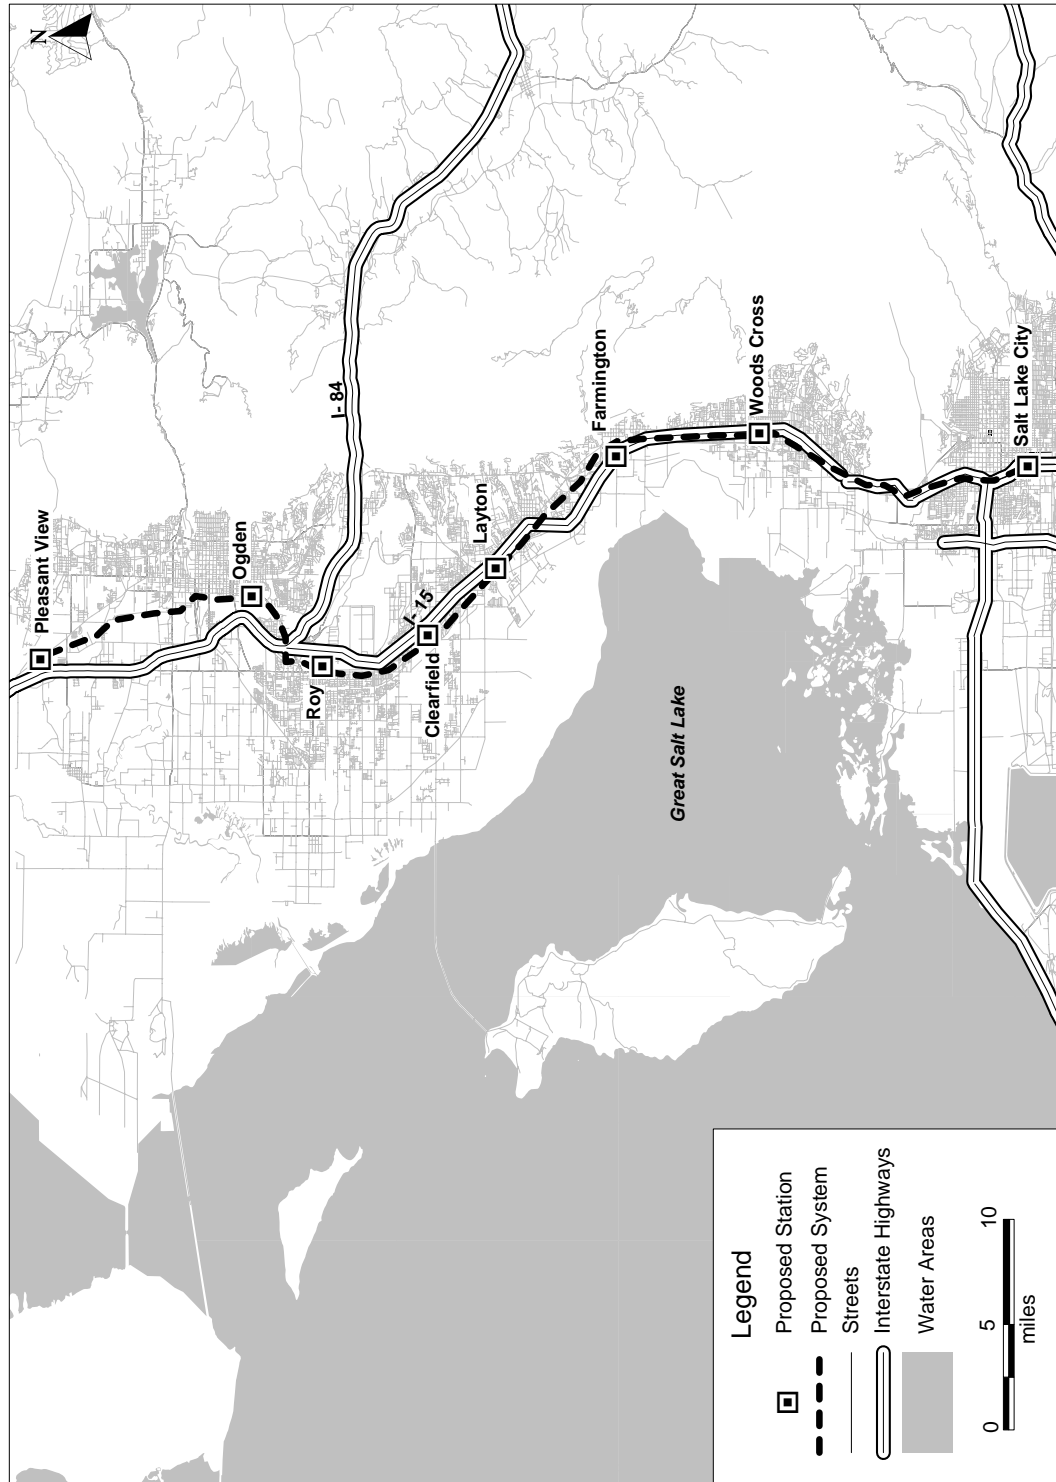 N
Pleasant View
Ogden
I- 84
Roy
Clearfield
I- 15
Layton
Farmington
Woods Cross
Salt Lake City
Great Salt Lake
Legend
Proposed Station
Proposed System
Streets
Interstate Highways
Water Areas
0 5 10
miles